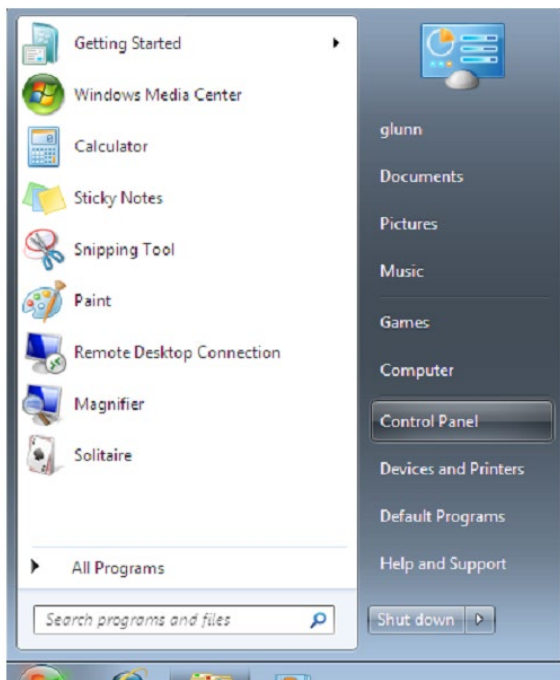 Getting Started
Windows Media Center
Calculator
Sticky Notes
Snipping Tool
Paint
Remote Desktop Connection
Magnifier
Solitaire
All Programs
Search programs and files
glunn
Documents
Pictures
Music
Games
Computer
Control Panel
Devices and Printers
Default Programs
Help and Support
Shut down